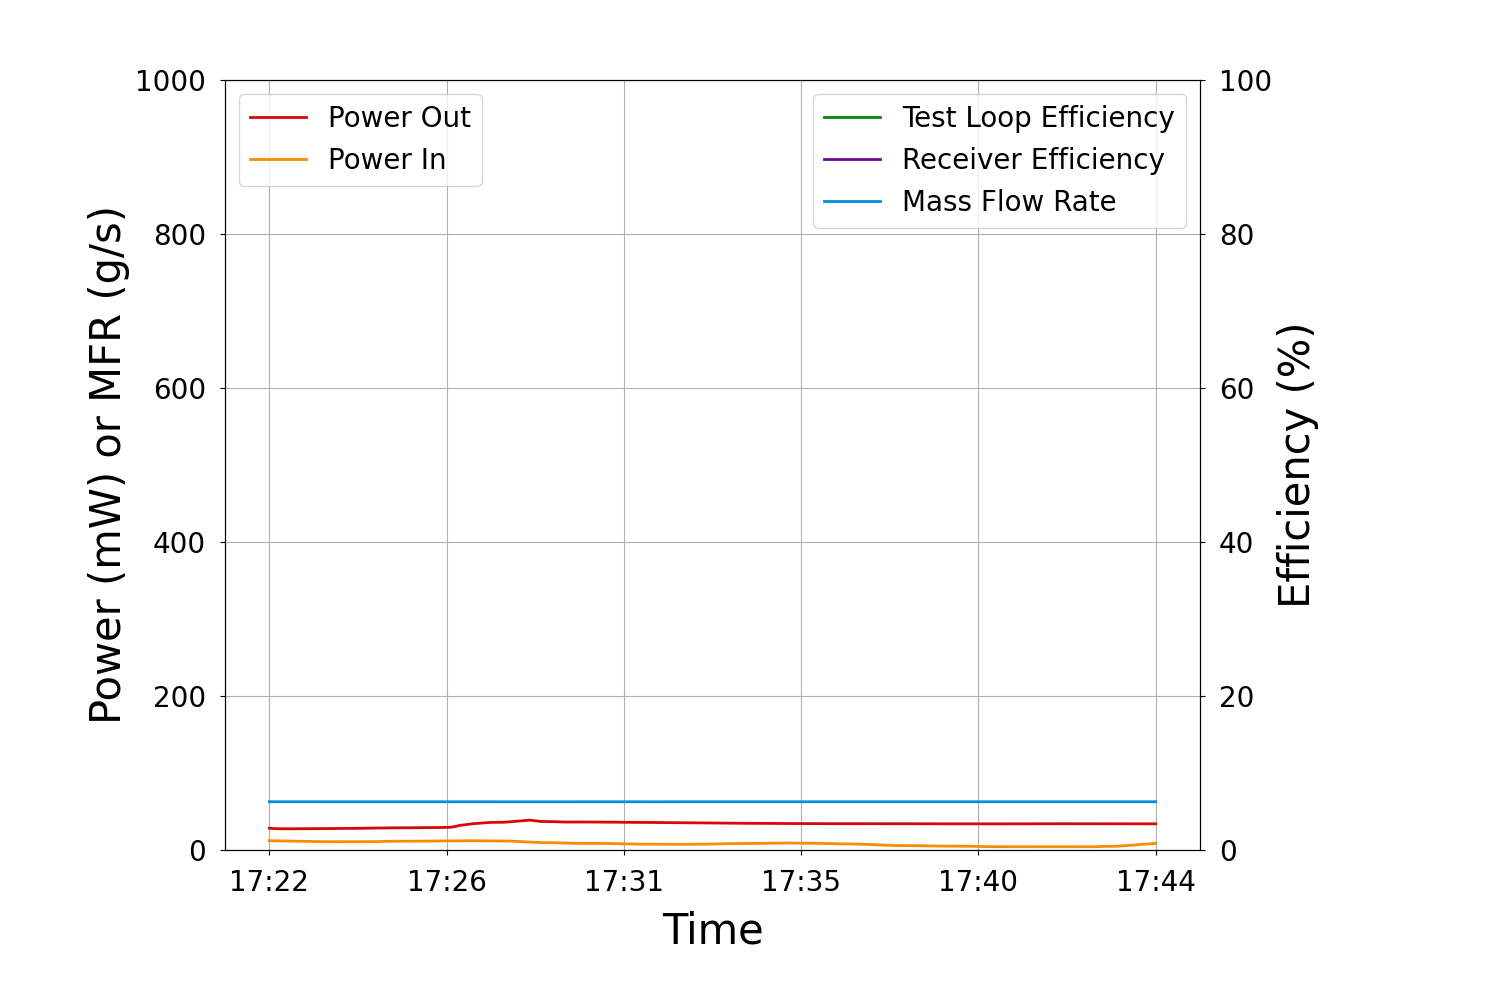 Power Out
Power In
Test Loop Efficiency
Receiver Efficiency
Mass Flow Rate
Power (mW) or MFR (g/s)
1000
800
600
400
200
0
100
80
60
40
20
0
Efficiency (%)
17:22 17:26 17:31 17:35 17:40 17:44
Time